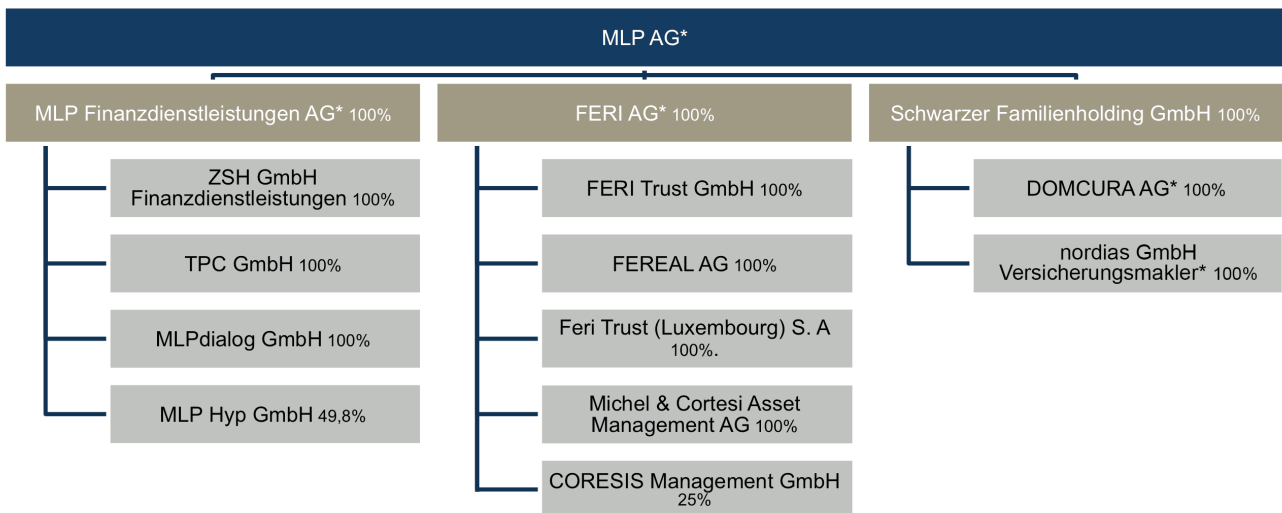 MLP AG*
MLP Finanzdienstleistungen AG* 100%
ZSH GmbH
Finanzdienstleistungen 100%
TPC GmbH 100%
MLPdialog GmbH 100%
MLP Hyp GmbH 49,8%
FERI AG* 100%
FERI Trust GmbH 100%
FEREAL AG 100%
Feri Trust (Luxembourg) S. A
100%.
Michel & Cortesi Asset
Management AG 100%
CORESIS Management GmbH
25%
Schwarzer Familienholding GmbH 100%
DOMCURA AG* 100%
nordias GmbH
Versicherungsmakler* 100%